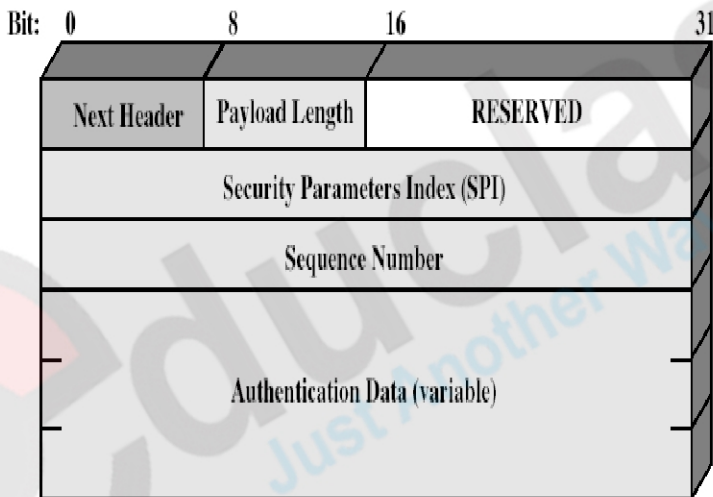 Bit: 0 8 16 31
Next Header Payload Length RESERVED
Security Parameters Index (SPI)
Sequence Number
Authentication Data (variable)
Just Another Wa